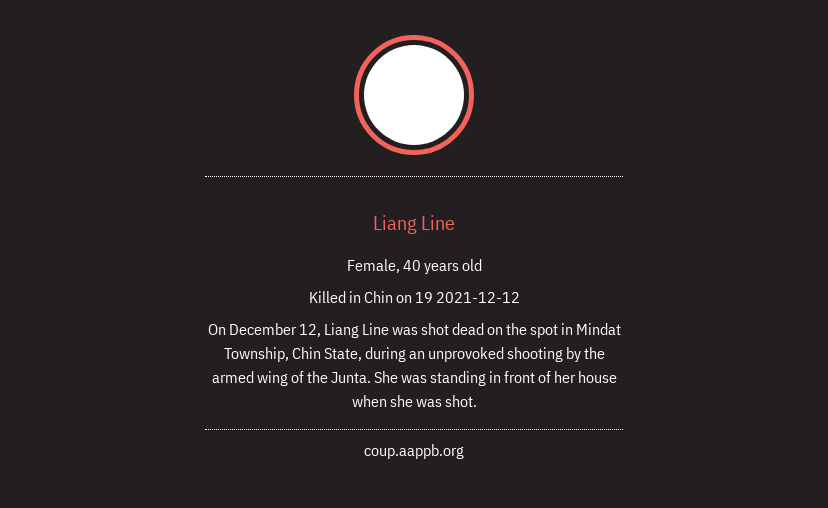 Liang Line
Female, 40 years old
Killed in Chin on 19 2021-12-12
On December 12, Liang Line was shot dead on the spot in Mindat
Township, Chin State, during an unprovoked shooting by the
armed wing of the Junta. She was standing in front of her house
when she was shot.
coup.aappb.org